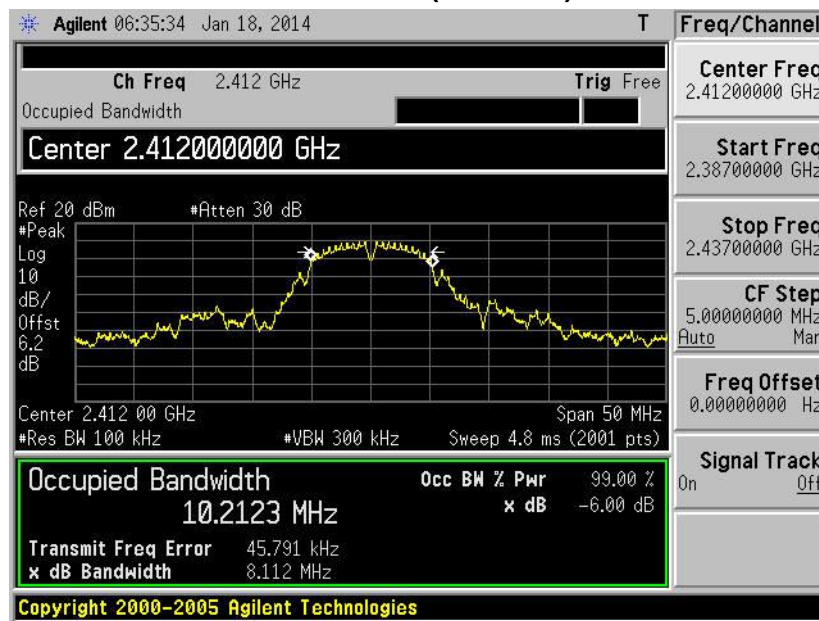 Agilent 06:35:34 Jan 18, 2014 T
Freq/Channel
Ch Freq 2.412 GHz Trig Free
Occupied Bandwidth
Center 2.412000000 GHz
Center Freq
2.41200000 GHz
Start Freq
2.38700000 GHz
Stop Freq
2.43700000 GHz
CF Step
5.00000000 MHz
Auto Man
Freq Offset
0.00000000 Hz
Signal Track
On Off
Ref 20 dBm #Atten 30 dB
#Peak
Log
10
dB/
Offst
6.2
dB
Center 2.412 00 GHz Span 50 MHz
#Res BW 100 kHz #VBW 300 kHz Sweep 4.8 ms (2001 pts)
Occupied Bandwidth Occ BW % Pwr 99.00 %
10.2123 MHz x dB -6.00 dB
Transmit Freq Error 45.791 kHz
x dB Bandwidth 8.112 MHz
Copyright 2000-2005 Agilent Technologies